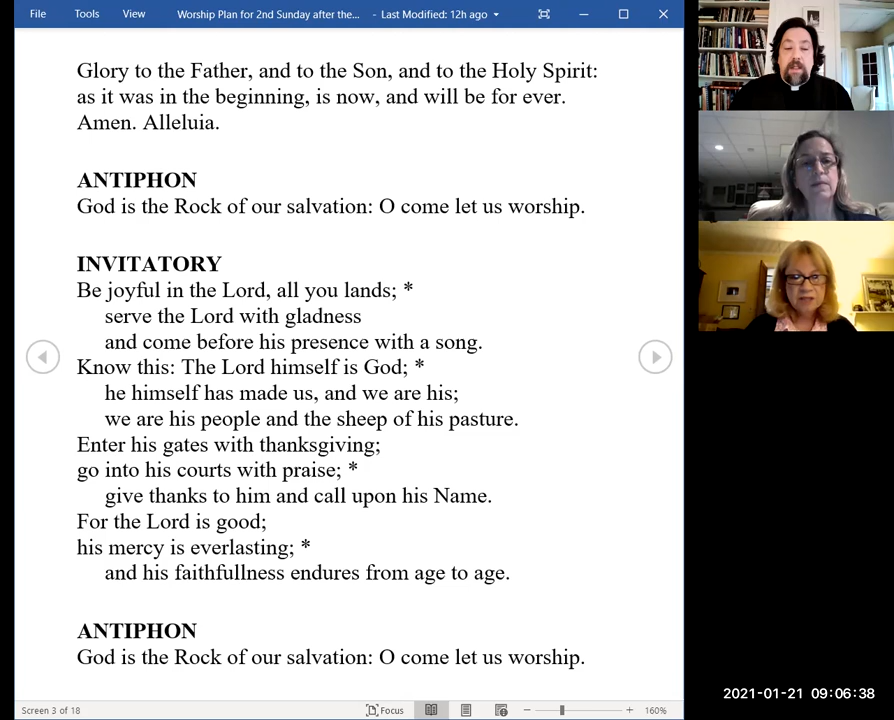 File Tools View Worship Plan for 2nd Sunday after the... - Last Modified: 12h ago
Glory to the Father, and to the Son, and to the Holy Spirit:
as it was in the beginning, is now, and will be for ever.
Amen. Alleluia.
ANTIPHON
God is the Rock of our salvation: O come let us worship.
INVITATORY
Be joyful in the Lord, all you lands; *
serve the Lord with gladness
and come before his presence with a song.
Know this: The Lord himself is God; *
he himself has made us, and we are his;
we are his people and the sheep of his pasture.
Enter his gates with thanksgiving;
go into his courts with praise; *
give thanks to him and call upon his Name.
For the Lord is good;
his mercy is everlasting; *
and his faithfullness endures from age to age.
ANTIPHON
God is the Rock of our salvation: O come let us worship.
2021-01-21 09:06:38
Screen 3 of 18 Focus 160%